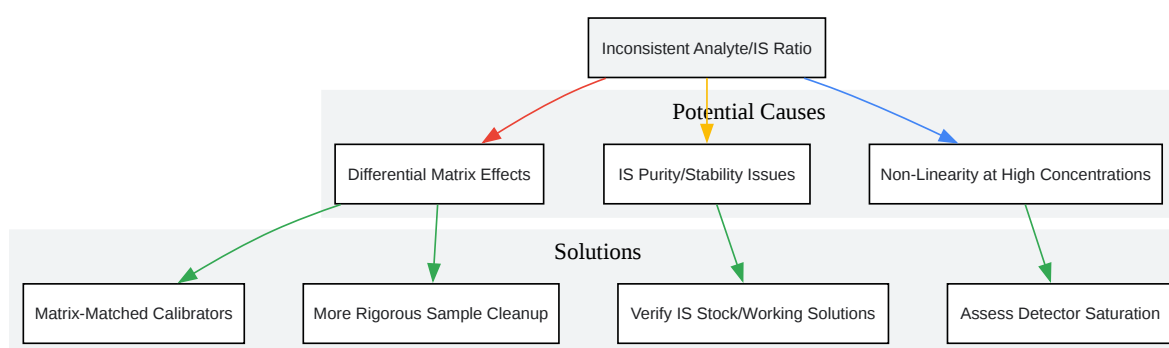 Inconsistent Analyte/IS Ratio
Potential Causes
Differential Matrix Effects
IS Purity/Stability Issues
Non-Linearity at High Concentrations
Solutions
Matrix-Matched Calibrators
More Rigorous Sample Cleanup
Verify IS Stock/Working Solutions
Assess Detector Saturation